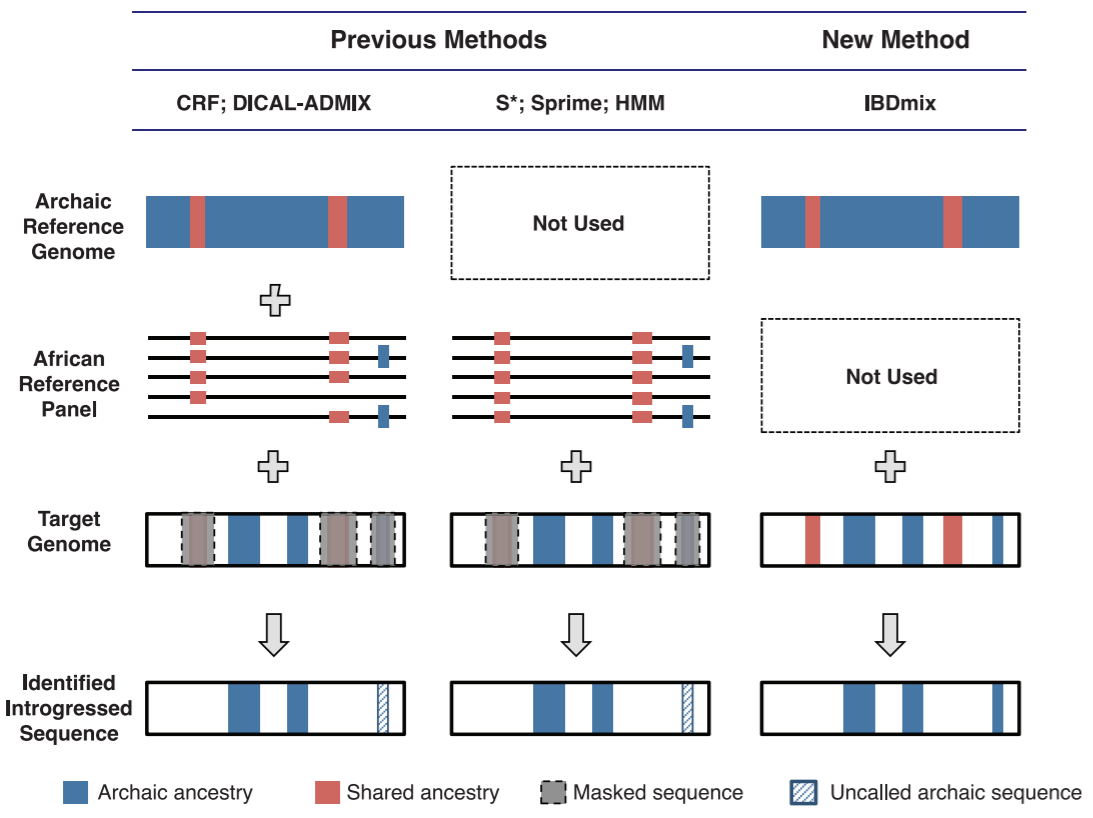 Previous Methods
New Method
CRF; DICAL-ADMIX
S*; Sprime; HMM
IBDmix
Archaic
Reference
Genome
Not Used
African
Reference
Panel
Not Used
Target
Genome
Identified
Introgressed
Sequence
Archaic ancestry
Shared ancestry
Masked sequence
Uncalled archaic sequence